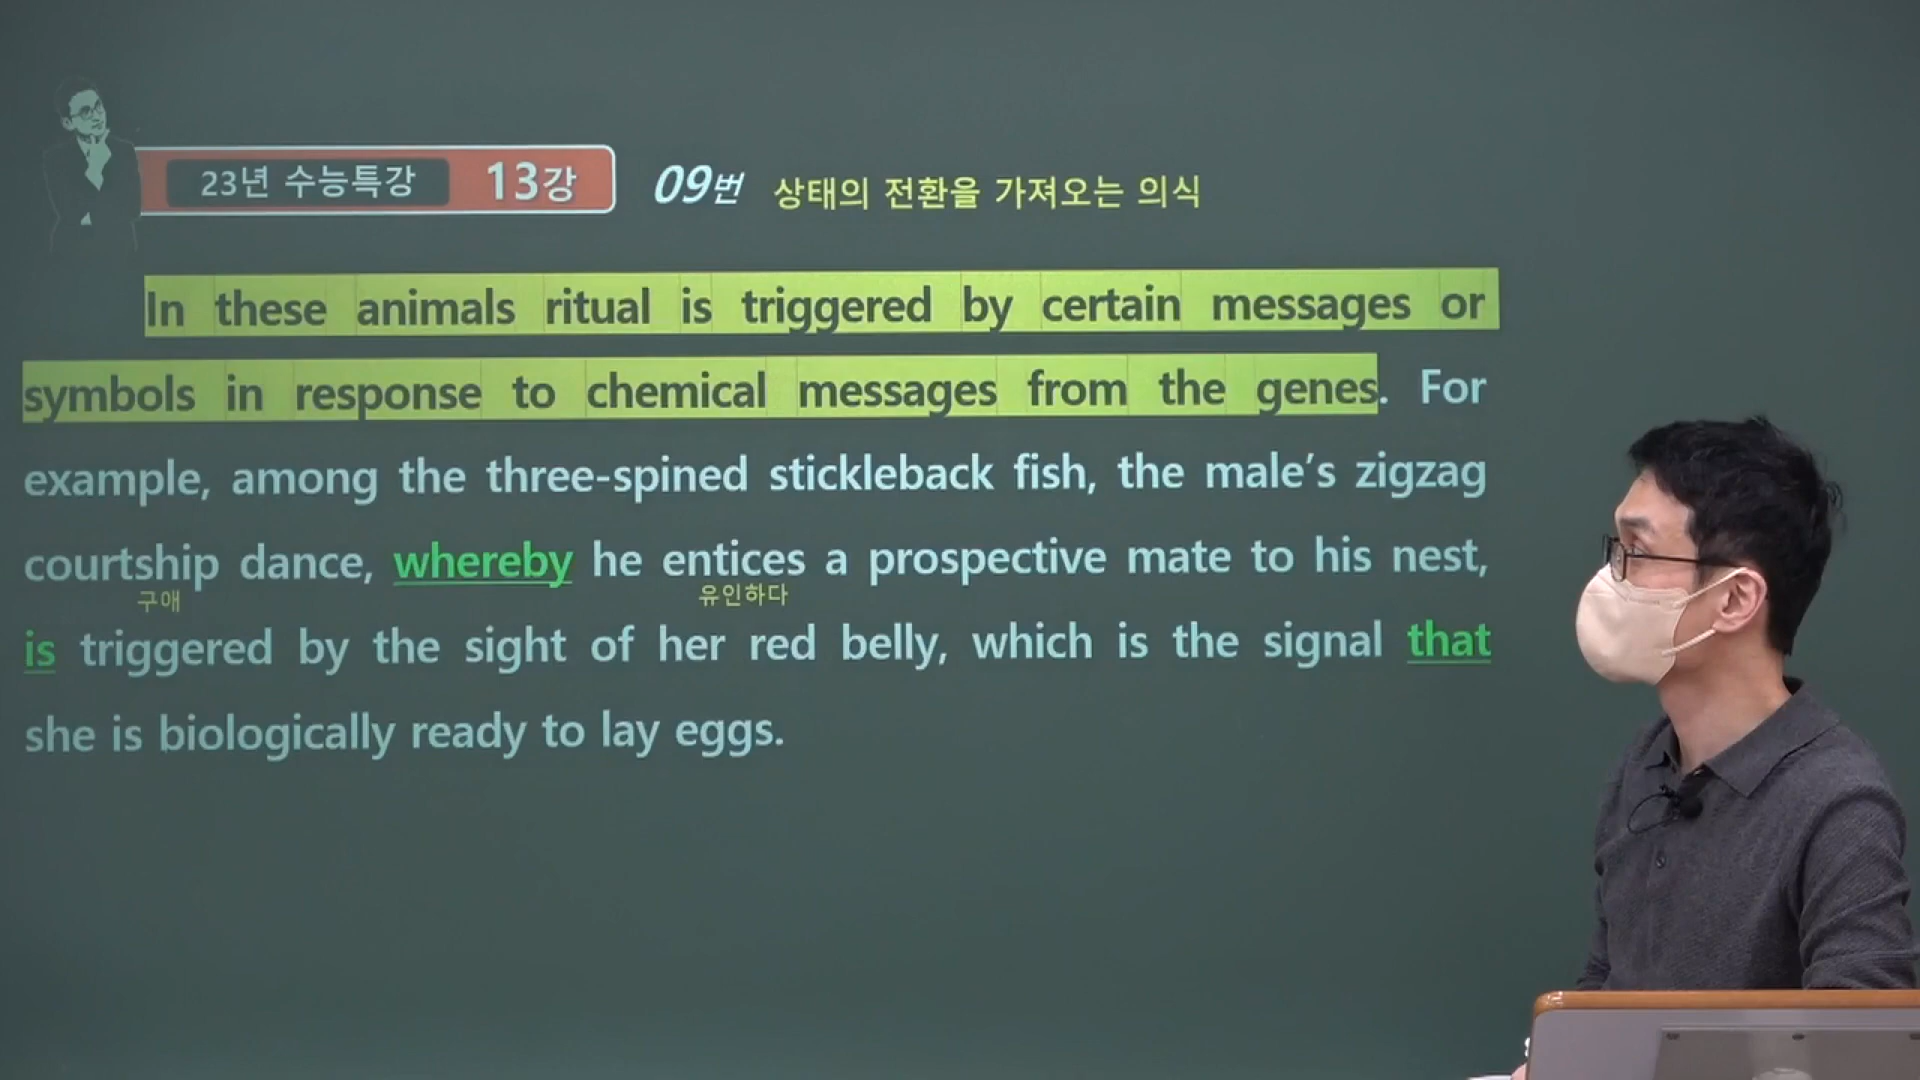 23년 수능특강 13강 09번 상태의 전환을 가져오는 의식
In these animals ritual is triggered by certain messages or
symbols in response to chemical messages from the genes. For
example, among the three-spined stickleback fish, the male's zigzag
courtship dance, whereby he entices a prospective mate to his nest,
구애 유인하다
is triggered by the sight of her red belly, which is the signal that
she is biologically ready to lay eggs.